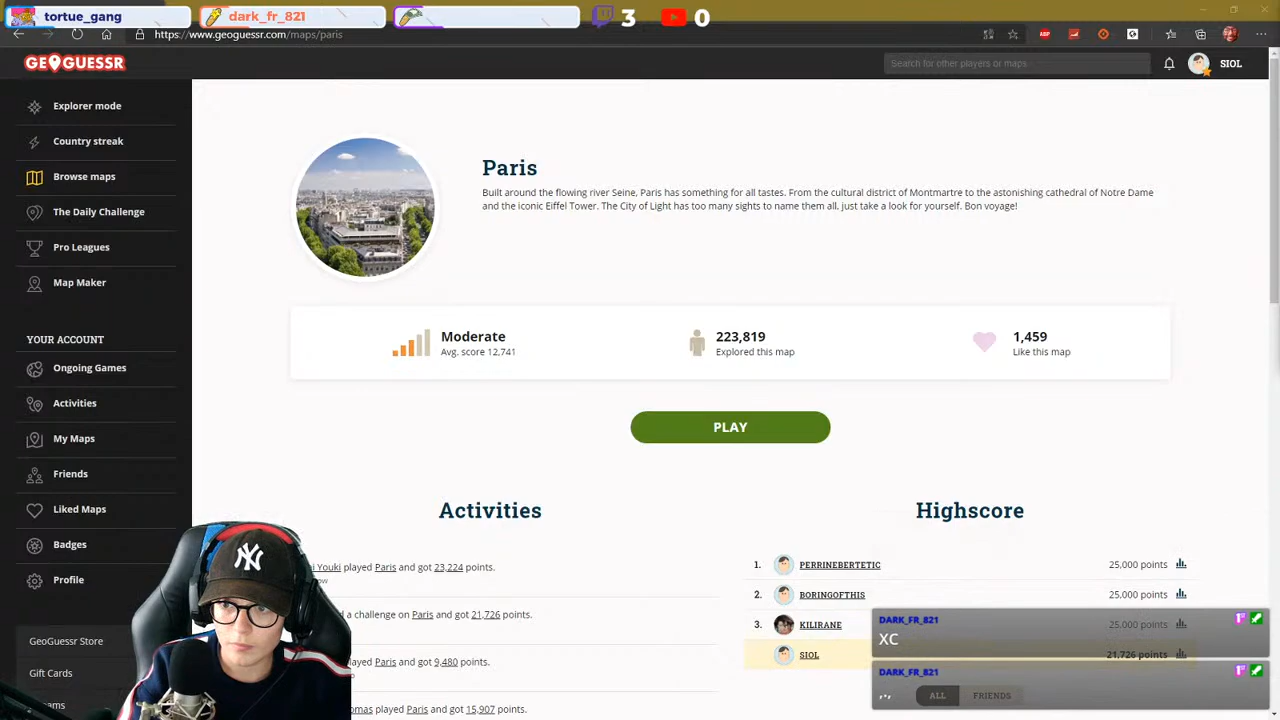 tortue_gang
dark_fr_821
3
0
https://www.geoguessr.com/maps/paris
GEOGUESSR
Search for other players or maps...
SIOL
Explorer mode
Country streak
Browse maps
The Daily Challenge
Pro Leagues
Map Maker
YOUR ACCOUNT
Ongoing Games
Activities
My Maps
Friends
Liked Maps
Badges
Profile
GeoGuessr Store
Gift Cards
Paris
Built around the flowing river Seine, Paris has something for all tastes. From the cultural district of Montmartre to the astonishing cathedral of Notre Dame
and the iconic Eiffel Tower. The City of Light has too many sights to name them all, just take a look for yourself. Bon voyage!
Moderate
Avg. score 12,741
223,819
Explored this map
1,459
Like this map
PLAY
Activities
Youki played Paris and got 23,224 points.
a challenge on Paris and got 21,726 points.
played Paris and got 9,480 points.
played Paris and got 15,907 points.
Highscore
1. PERRINEBERTETIC 25,000 points
2. BORINGOFTHIS 25,000 points
3. KILIRANE 25,000 points
SIOL 21,726 points
ALL FRIENDS
DARK_FR_821
XC
DARK_FR_821
NY